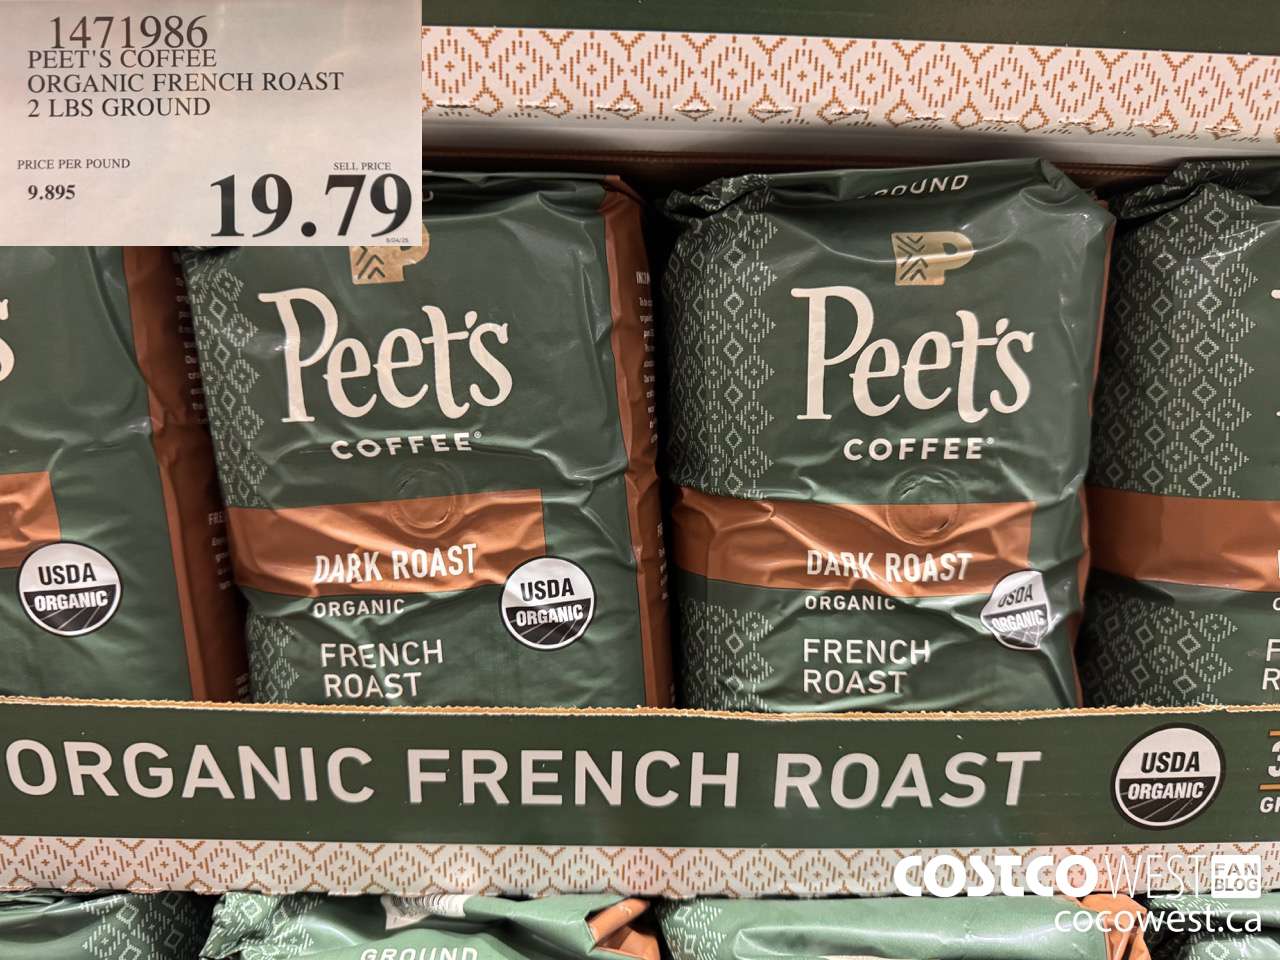 1471986
PEET'S COFFEE
ORGANIC FRENCH ROAST
2 LBS GROUND
PRICE PER POUND
SELL PRICE
9.895
19.79
GROUND
P
P
Peet's
Peet's
COFFEE®
COFFEE®
DARK ROAST
DARK ROAST
USDA
ORGANIC
ORGANIC
USDA
ORGANIC
ORGANIC
USDA
ORGANIC
FRENCH
ROAST
FRENCH
ROAST
ORGANIC FRENCH ROAST
USDA
ORGANIC
COSTCO WEST FAN BLOG
cocowest.ca
GROUND